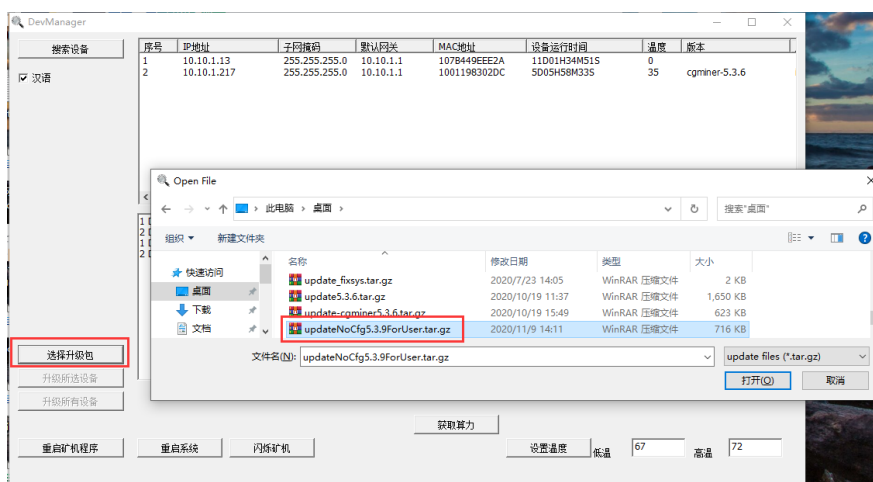 DevManager
搜索设备
汉语
序号 IP地址 子网掩码 默认网关 MAC地址 设备运行时间 温度 版本
1 10.10.1.13 255.255.255.0 10.10.1.1 107B449EEE2A 11D01H34M51S 0
2 10.10.1.217 255.255.255.0 10.10.1.1 1001198302DC 5D05H58M33S 35 cgminer-5.3.6
Open File
此电脑 › 桌面 ›
搜索"桌面"
组织 新建文件夹
名称 修改日期 类型 大小
快速访问
桌面
下载
文档
update_fixsys.tar.gz 2020/7/23 14:05 WinRAR 压缩文件 2 KB
update5.3.6.tar.gz 2020/10/19 11:37 WinRAR 压缩文件 1,650 KB
update-cgminer5.3.6.tar.gz 2020/10/19 15:49 WinRAR 压缩文件 623 KB
updateNoCfg5.3.9ForUser.tar.gz 2020/11/9 14:11 WinRAR 压缩文件 716 KB
文件名(N): updateNoCfg5.3.9ForUser.tar.gz update files (*.tar.gz)
打开(O) 取消
1
2
1
2
选择升级包
升级所选设备
升级所有设备
获取算力
重启矿机程序 重启系统 闪烁矿机 设置温度 低温 67 高温 72